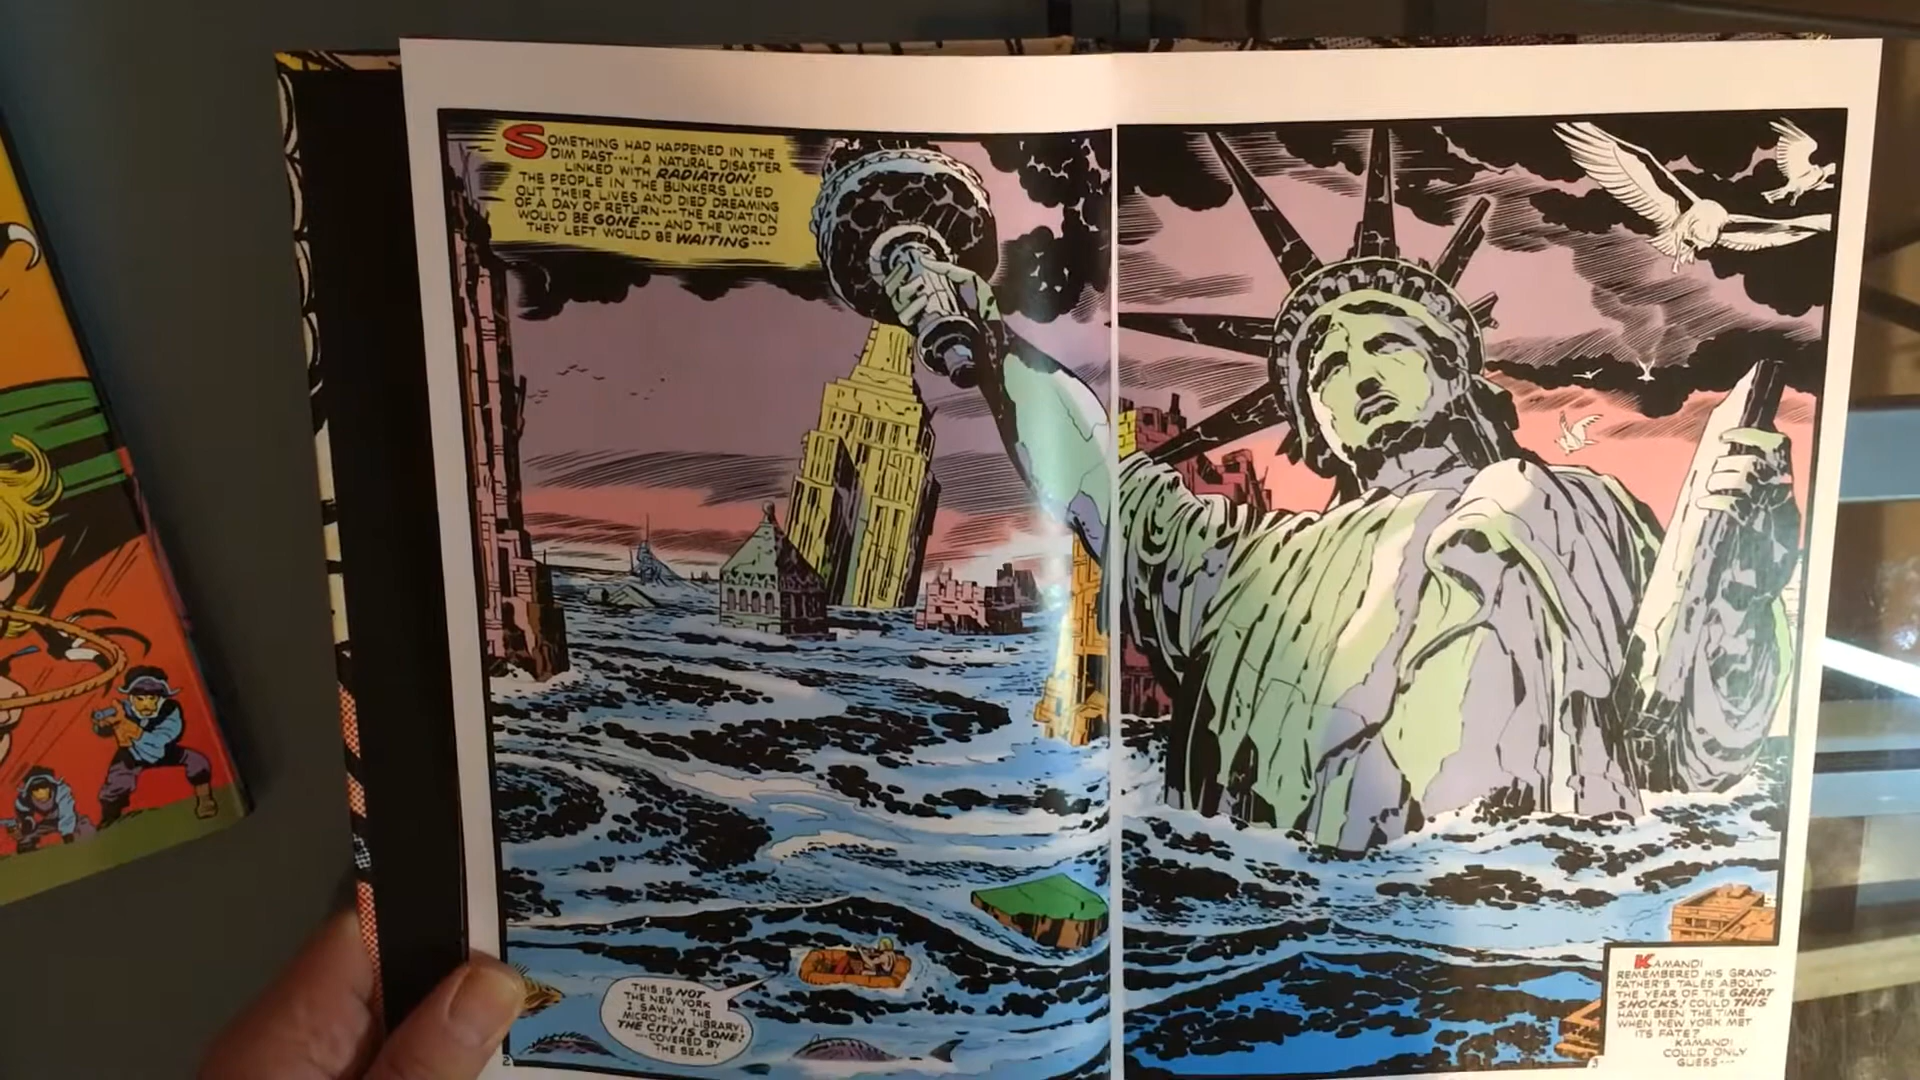 SOMETHING HAD HAPPENED IN THE
DIM PAST---! A NATURAL DISASTER
LINKED WITH RADIATION!
THE PEOPLE IN THE BUNKERS LIVED
OUT THEIR LIVES AND DIED DREAMING
OF A DAY OF RETURN---THE RADIATION
WOULD BE GONE--- AND THE WORLD
THEY LEFT WOULD BE WAITING---
THIS IS NOT
THE NEW YORK
I SAW IN THE
MICRO-FILM LIBRARY!
THE CITY IS GONE!
---COVERED BY
THE SEA--!
2
KAMANDI
REMEMBERED HIS GRAND-
FATHER'S TALES ABOUT
THE YEAR OF THE GREAT
SHOCKS! COULD THIS
HAVE BEEN THE TIME
WHEN NEW YORK MET
ITS FATE?
KAMANDI
COULD ONLY
GUESS---
3